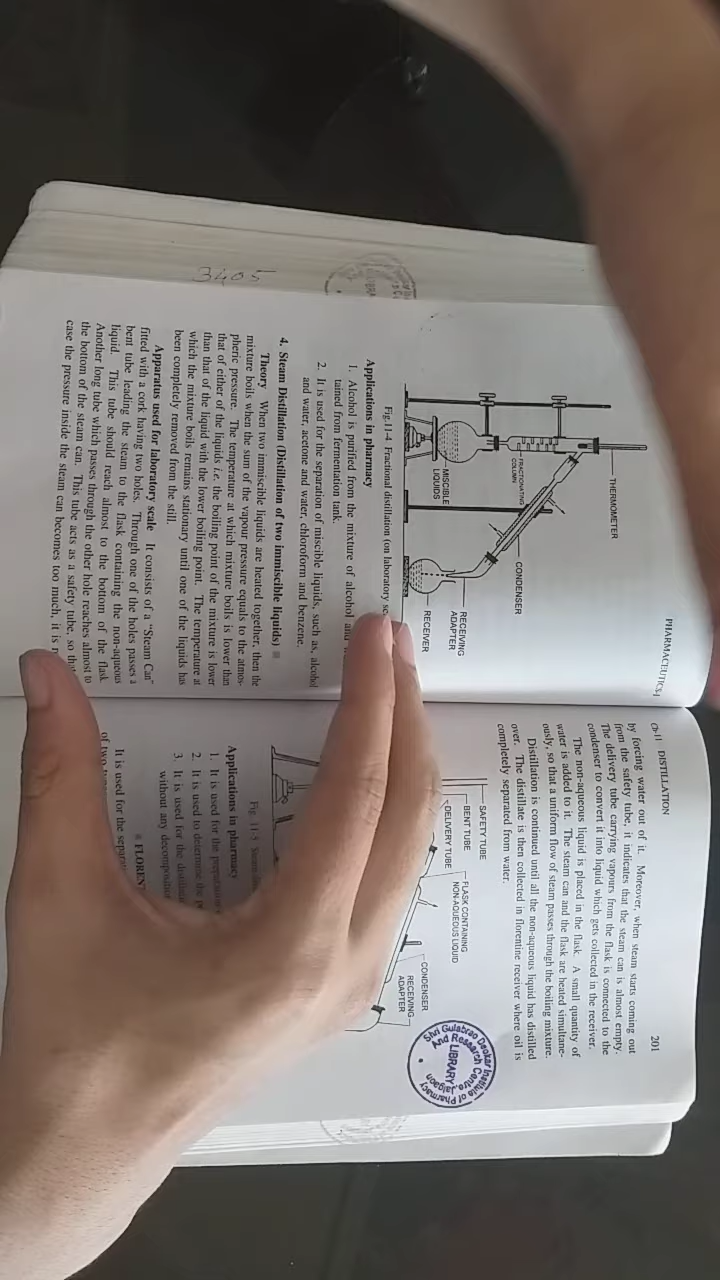 PHARMACEUTICS-I
THERMOMETER
FRACTIONATING
COLUMN
CONDENSER
MISCIBLE
LIQUIDS
RECEIVING
ADAPTER
RECEIVER
Fig.11-4 Fractional distillation (on laboratory
Applications in pharmacy
1. Alcohol is purified from the mixture of alcohol and
tained from fermentation tank.
2. It is used for the separation of miscible liquids, such as, alcohol
and water, acetone and water, chloroform and benzene.
4. Steam Distillation (Distillation of two immiscible liquids)
Theory When two immiscible liquids are heated together, then the
mixture boils when the sum of the vapour pressure equals to the atmos-
pheric pressure. The temperature at which mixture boils is lower than
that of either of the liquids i.e. the boiling point of the mixture is lower
than that of the liquid with the lower boiling point. The temperature at
which the mixture boils remains stationary until one of the liquids has
been completely removed from the still.
Apparatus used for laboratory scale It consists of a "Steam Can"
fitted with a cork having two holes. Through one of the holes passes a
bent tube leading the steam to the flask containing the non-aqueous
liquid. This tube should reach almost to the bottom of the flask.
Another long tube which passes through the other hole reaches almost to
the bottom of the steam can. This tube acts as a safety tube, so
case the pressure inside the steam can becomes too much, it is
3405
Ch-11 DISTILLATION
201
by forcing water out of it. Moreover, when steam starts coming out
from the safety tube, it indicates that the steam can is almost empty.
The delivery tube carrying vapours from the flask is connected to the
condenser to convert it into liquid which gets collected in the receiver.
The non-aqueous liquid is placed in the flask. A small quantity of
water is added to it. The steam can and the flask are heated simultane-
ously, so that a uniform flow of steam passes through the boiling mixture.
Distillation is continued until all the non-aqueous liquid has distilled
over. The distillate is then collected in florentine receiver where oil is
completely separated from water.
SAFETY TUBE
BENT TUBE
DELIVERY TUBE
FLASK CONTAINING
NON-AQUEOUS LIQUID
CONDENSER
RECEIVING
ADAPTER
Shri Gulabrao Deokar Institute of Pharmacy
And Research Centre, Jalgaon
LIBRARY
Fig. 11-5 Steam
Applications in pharmacy
1. It is used for the
2. It is used to determine the
3. It is used for the
without any
It is used for the
of two